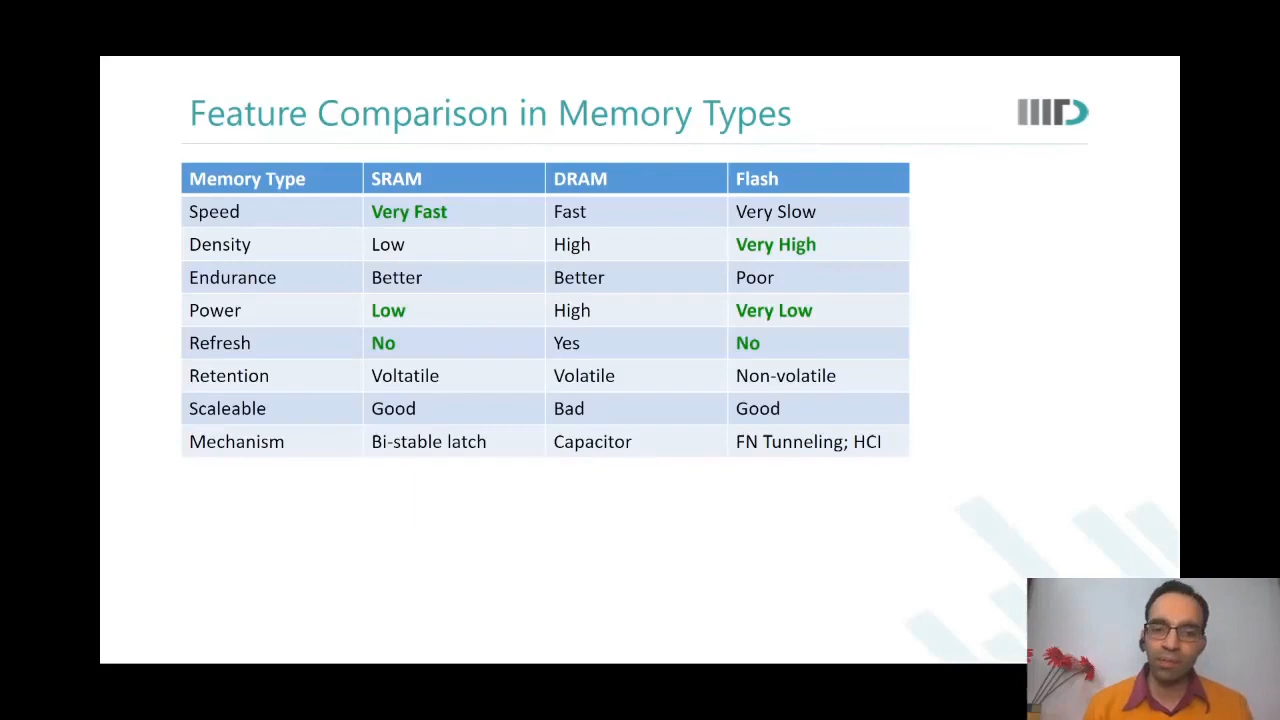 Feature Comparison in Memory Types
IIITD
Memory Type SRAM DRAM Flash
Speed Very Fast Fast Very Slow
Density Low High Very High
Endurance Better Better Poor
Power Low High Very Low
Refresh No Yes No
Retention Voltatile Volatile Non-volatile
Scaleable Good Bad Good
Mechanism Bi-stable latch Capacitor FN Tunneling; HCI